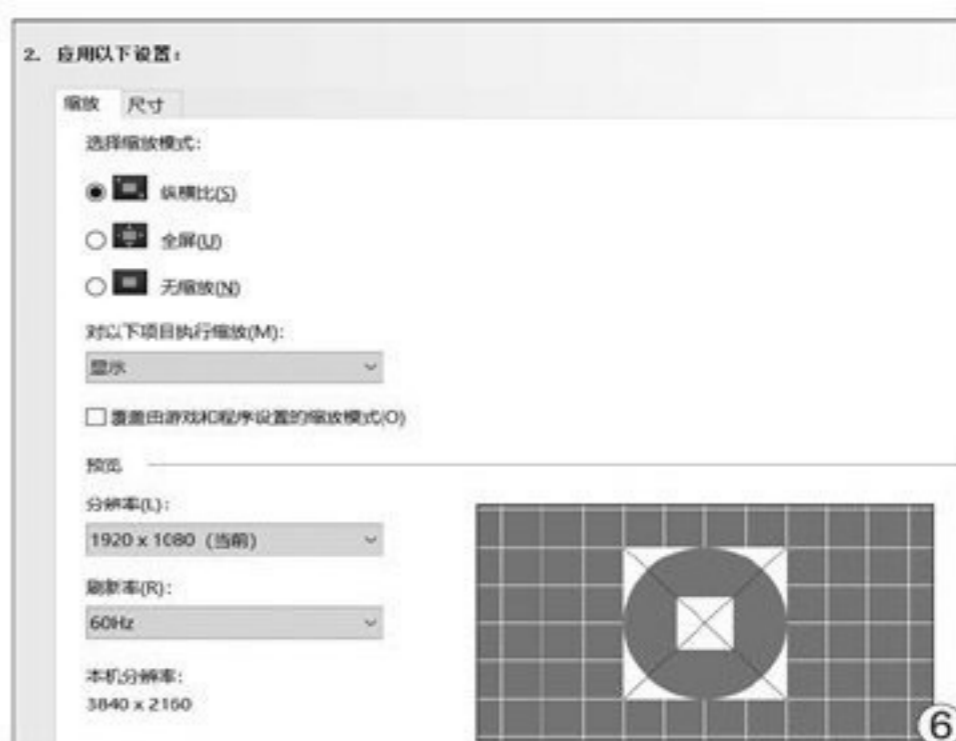 2. 应用以下设置：
缩放 尺寸
选择缩放模式：
纵横比(S)
全屏(U)
无缩放(N)
对以下项目执行缩放(M)：
显示
覆盖由游戏和程序设置的缩放模式(O)
预览
分辨率(L)：
1920 x 1080 (当前)
刷新率(R)：
60Hz
本机分辨率：
3840 x 2160
⑥